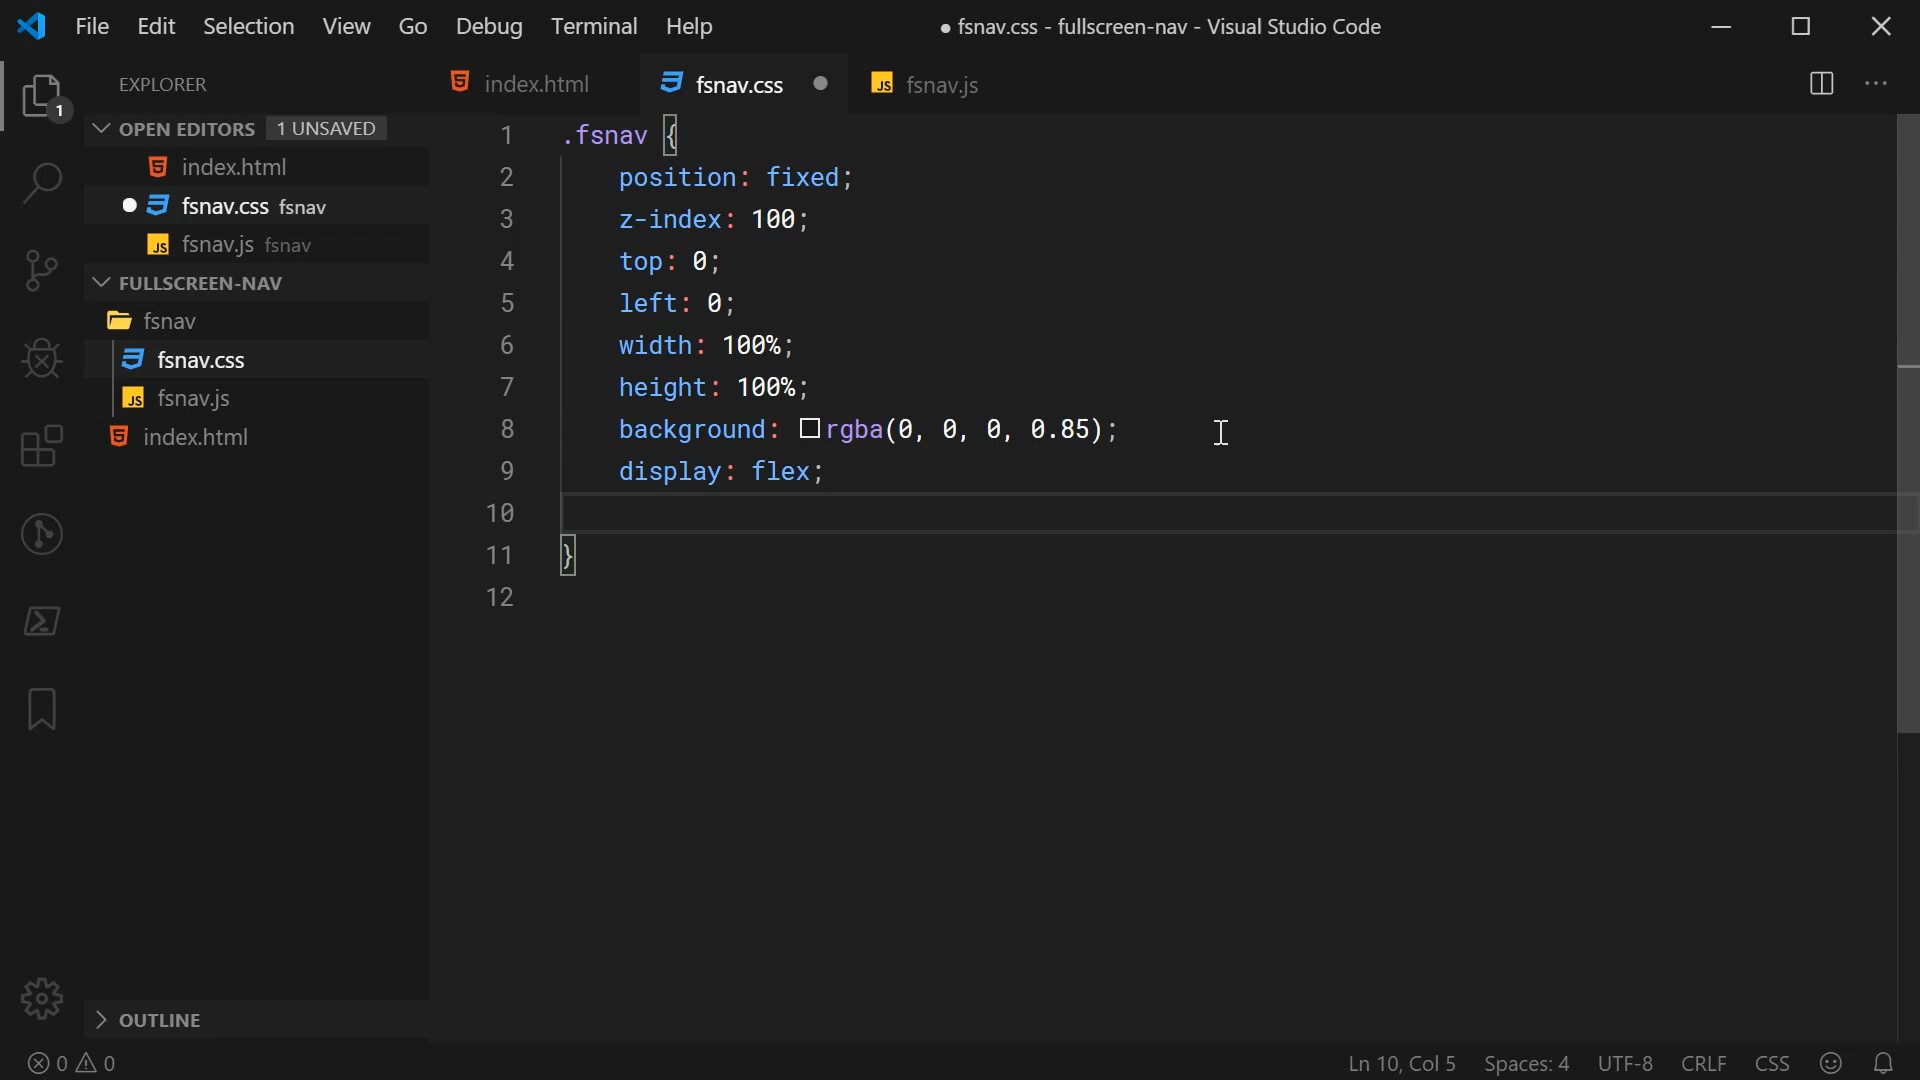 File Edit Selection View Go Debug Terminal Help
● fsnav.css - fullscreen-nav - Visual Studio Code
EXPLORER
1
OPEN EDITORS 1 UNSAVED
index.html
fsnav.css fsnav
JS fsnav.js fsnav
FULLSCREEN-NAV
fsnav
fsnav.css
JS fsnav.js
index.html
OUTLINE
index.html fsnav.css JS fsnav.js
1 .fsnav {
2 position: fixed;
3 z-index: 100;
4 top: 0;
5 left: 0;
6 width: 100%;
7 height: 100%;
8 background: rgba(0, 0, 0, 0.85);
9 display: flex;
10
11 }
12
0 0 Ln 10, Col 5 Spaces: 4 UTF-8 CRLF CSS